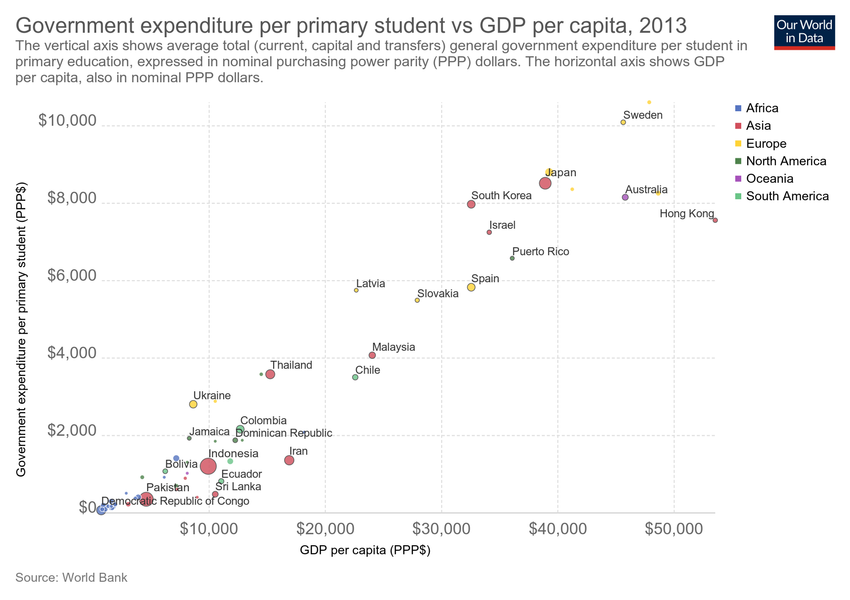 Government expenditure per primary student vs GDP per capita, 2013
Our World
in Data
The vertical axis shows average total (current, capital and transfers) general government expenditure per student in
primary education, expressed in nominal purchasing power parity (PPP) dollars. The horizontal axis shows GDP
per capita, also in nominal PPP dollars.
Africa
Asia
Europe
North America
Oceania
South America
Government expenditure per primary student (PPP$)
$10,000
$8,000
$6,000
$4,000
$2,000
$0
Sweden
Japan
South Korea
Australia
Hong Kong
Israel
Puerto Rico
Latvia
Spain
Slovakia
Malaysia
Thailand
Chile
Ukraine
Colombia
Jamaica
Dominican Republic
Indonesia
Iran
Bolivia
Ecuador
Pakistan
Sri Lanka
Democratic Republic of Congo
$10,000
$20,000
$30,000
$40,000
$50,000
GDP per capita (PPP$)
Source: World Bank